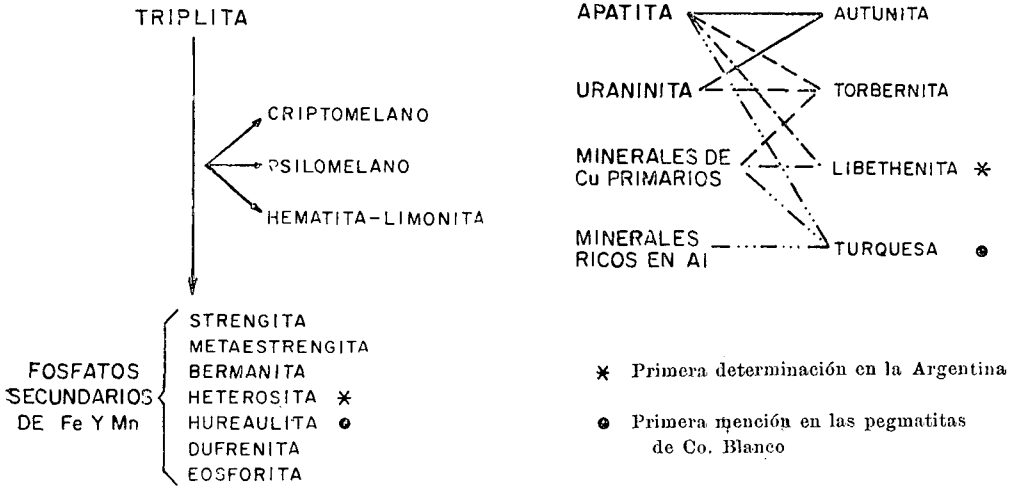 TRIPLITA
CRIPTOMELANO
PSILOMELANO
HEMATITA-LIMONITA
FOSFATOS
SECUNDARIOS
DE Fe Y Mn
STRENGITA
METAESTRENGITA
BERMANITA
HETEROSITA *
HUREAULITA ●
DUFRENITA
EOSFORITA
APATITA
URANINITA
MINERALES DE
Cu PRIMARIOS
MINERALES
RICOS EN Al
AUTUNITA
TORBERNITA
LIBETHENITA *
TURQUESA ●
* Primera determinación en la Argentina
● Primera mención en las pegmatitas
de Co. Blanco